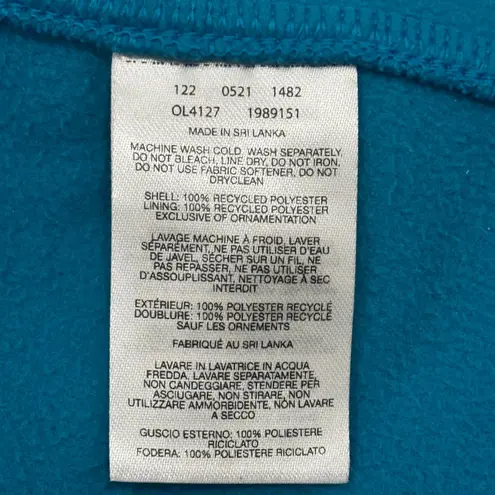 122 0521 1482
OL4127 1989151
MADE IN SRI LANKA
MACHINE WASH COLD, WASH SEPARATELY,
DO NOT BLEACH, LINE DRY, DO NOT IRON,
DO NOT USE FABRIC SOFTENER, DO NOT
DRYCLEAN
SHELL: 100% RECYCLED POLYESTER
LINING: 100% RECYCLED POLYESTER
EXCLUSIVE OF ORNAMENTATION
LAVAGE MACHINE À FROID, LAVER
SÉPARÉMENT, NE PAS UTILISER D'EAU
DE JAVEL, SÉCHER SUR UN FIL, NE
PAS REPASSER, NE PAS UTILISER
D'ASSOUPLISSANT, NETTOYAGE À SEC
INTERDIT
EXTÉRIEUR: 100% POLYESTER RECYCLÉ
DOUBLURE: 100% POLYESTER RECYCLÉ
SAUF LES ORNEMENTS
FABRIQUÉ AU SRI LANKA
LAVARE IN LAVATRICE IN ACQUA
FREDDA, LAVARE SEPARATAMENTE,
NON CANDEGGIARE, STENDERE PER
ASCIUGARE, NON STIRARE, NON
UTILIZZARE AMMORBIDENTE, NON LAVARE
A SECCO
GUSCIO ESTERNO: 100% POLIESTERE
RICICLATO
FODERA: 100% POLIESTERE RICICLATO